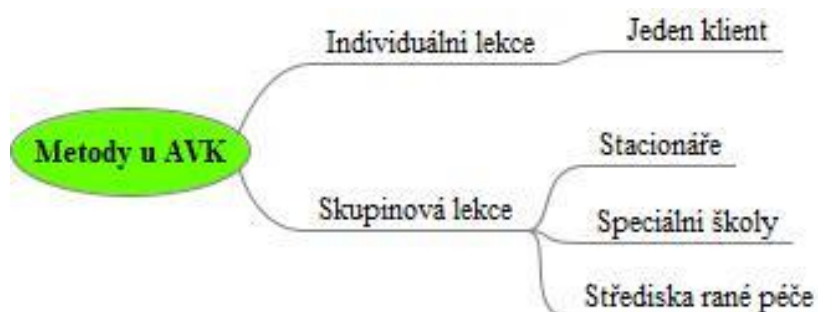 Metody u AVK
Individuální lekce
Jeden klient
Skupinová lekce
Stacionáře
Speciální školy
Střediska rané péče